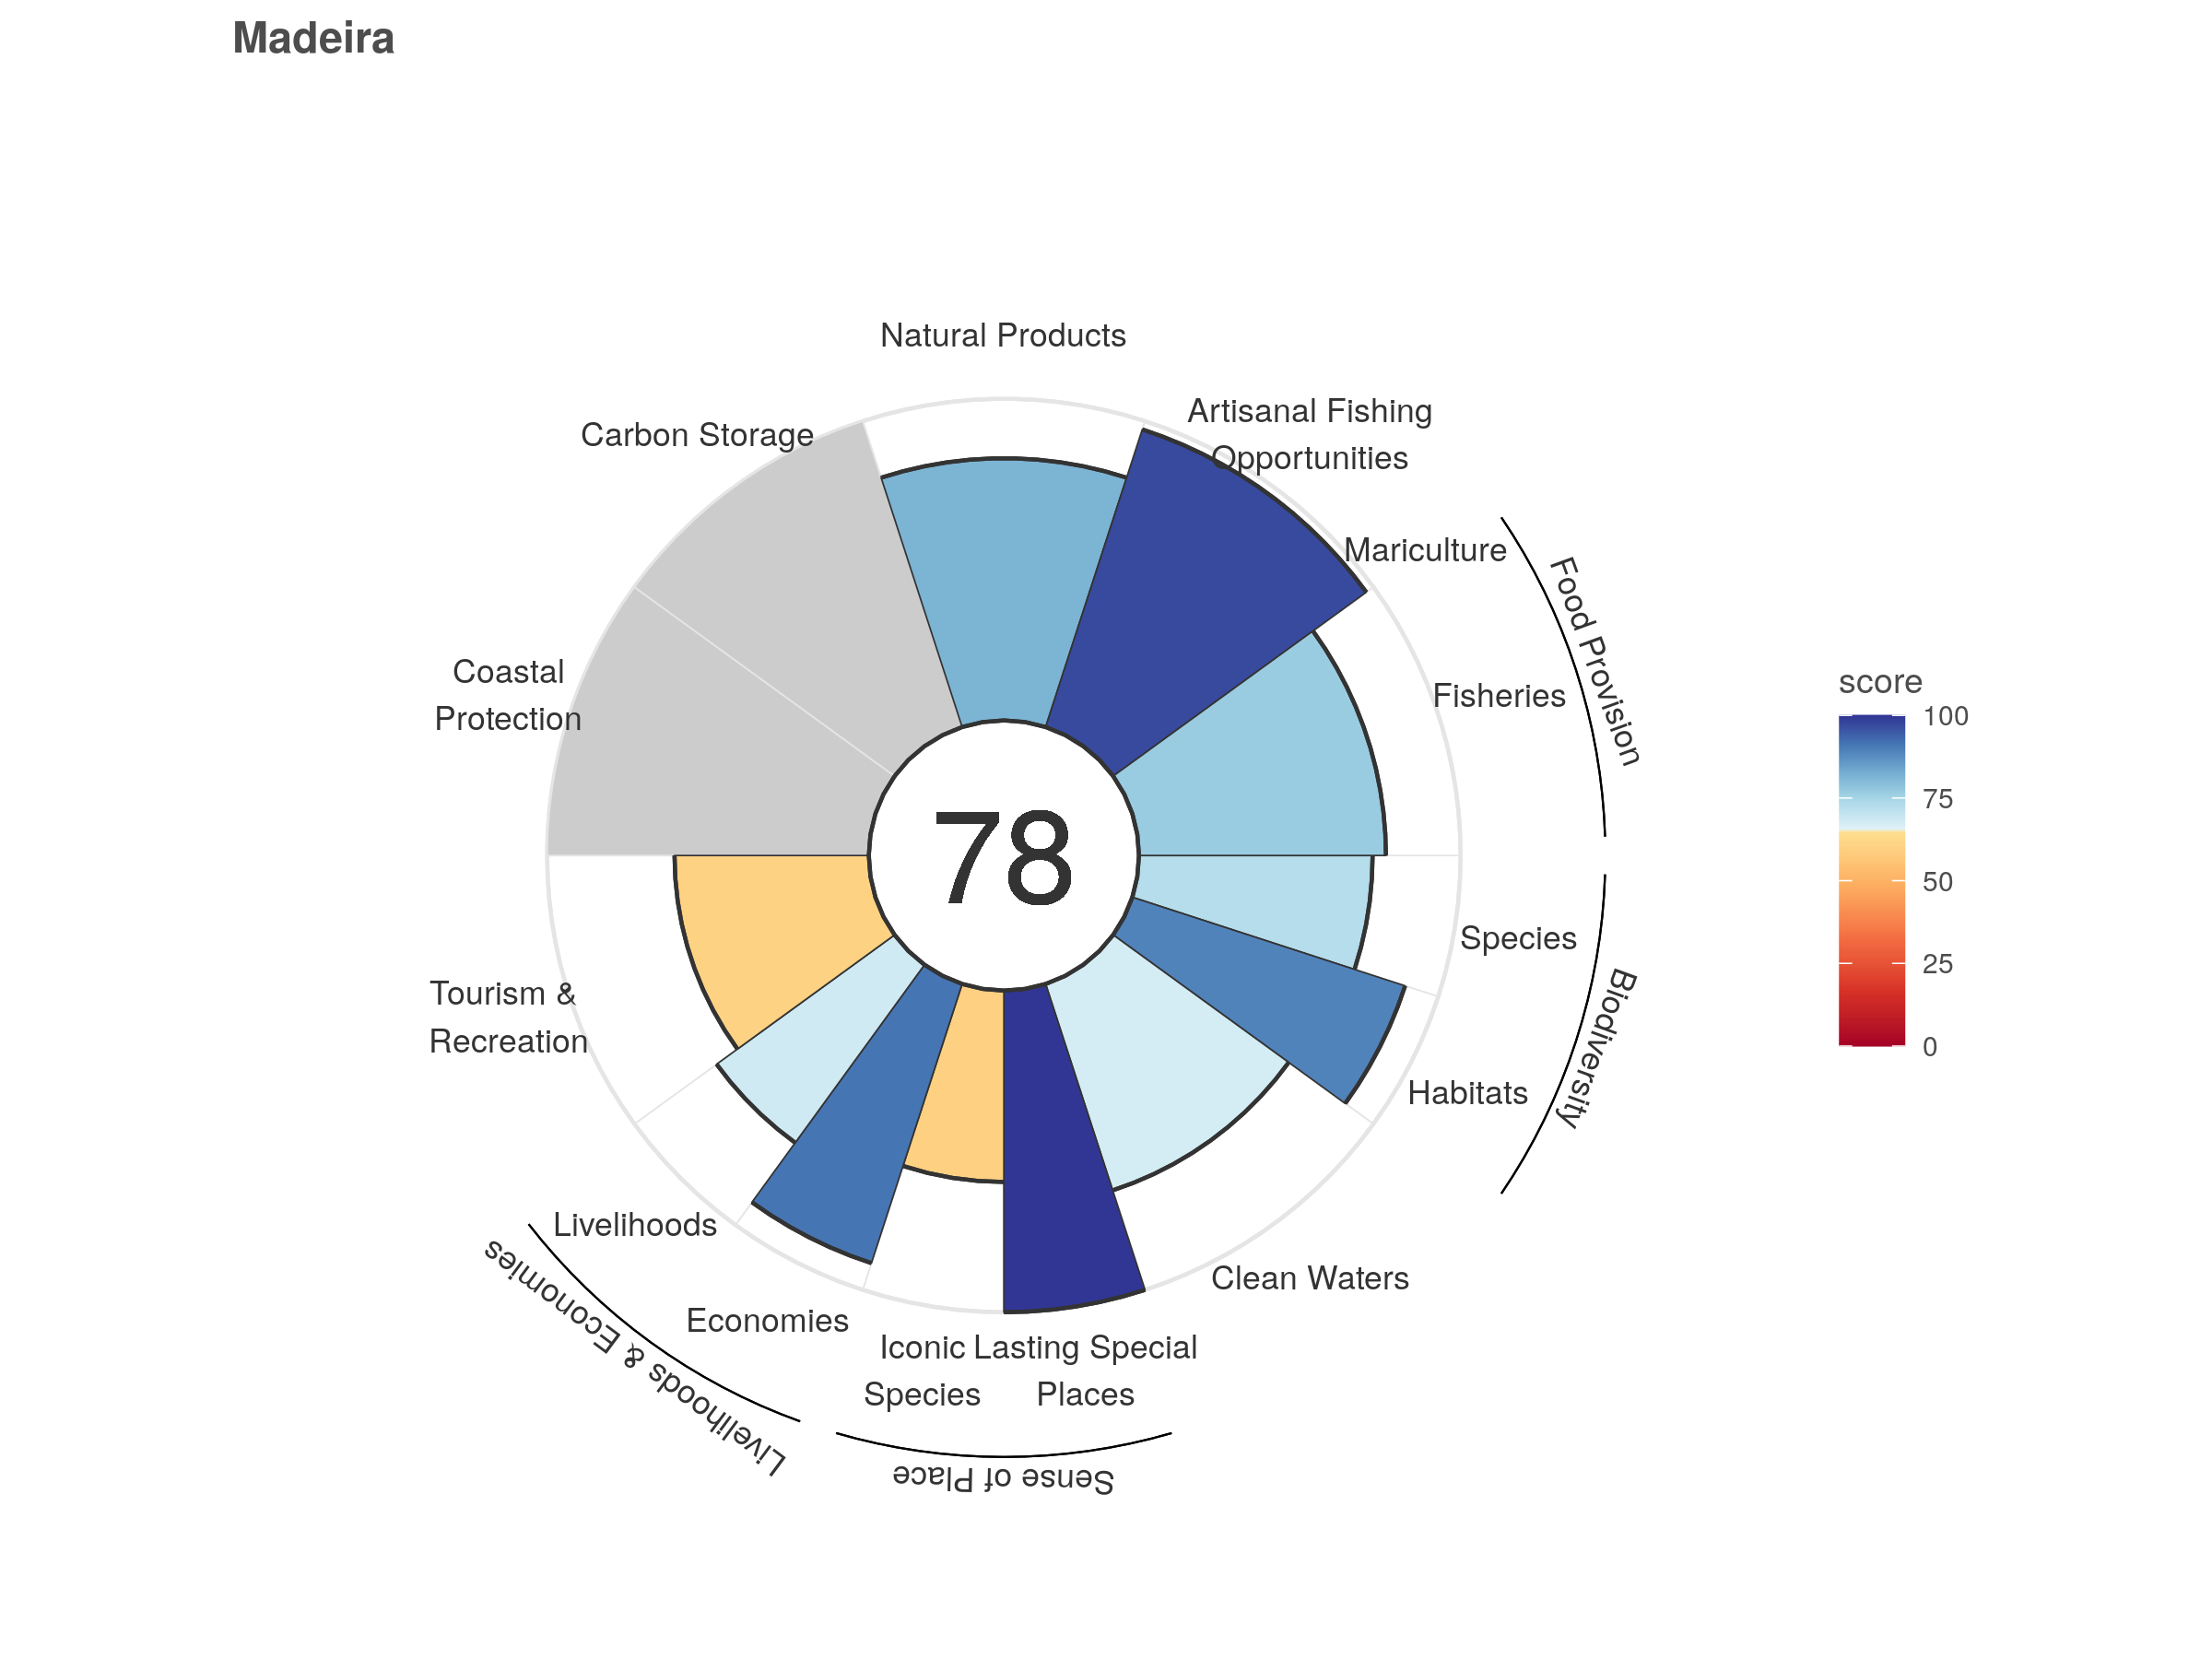 Madeira
Natural Products
Artisanal Fishing
Opportunities
Carbon Storage
Mariculture
Food Provision
Coastal
Protection
Fisheries
78
score
100
75
50
25
0
Species
Biodiversity
Tourism &
Recreation
Habitats
Livelihoods
Livelihoods & Economies
Clean Waters
Economies
Iconic
Species
Lasting Special
Places
Sense of Place